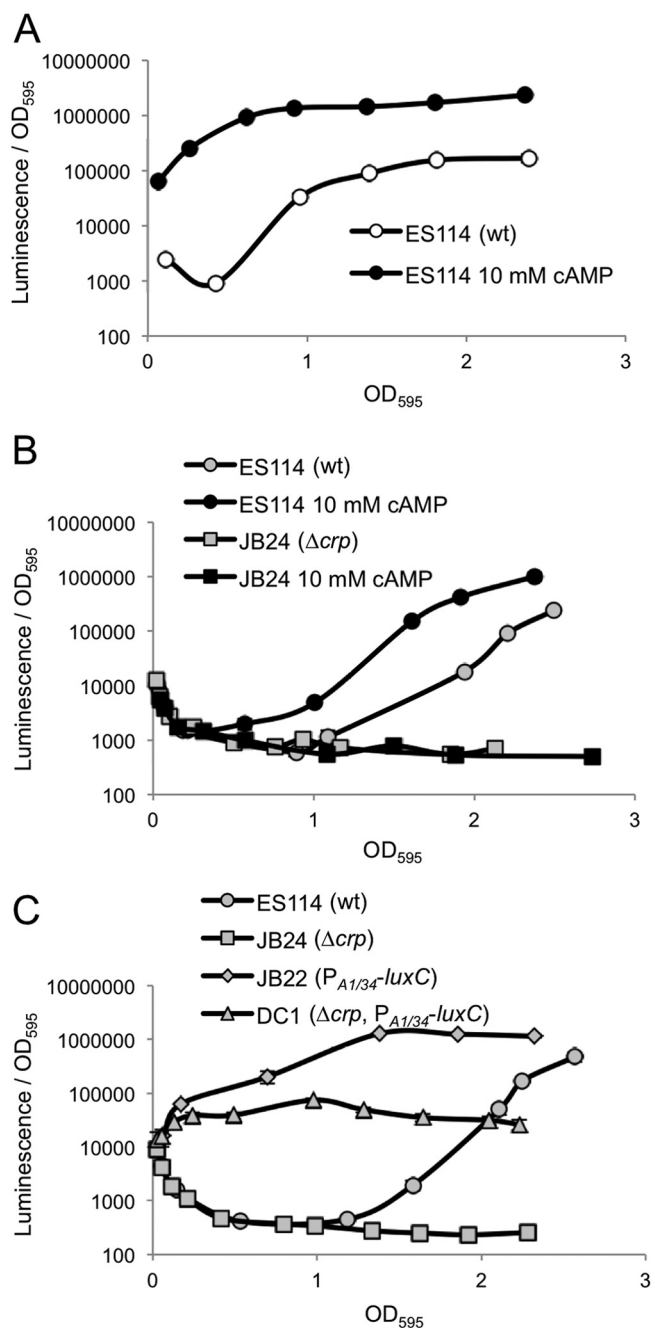 A
Luminescence / OD595
10000000
1000000
100000
10000
1000
100
0
1
2
3
OD595
ES114 (wt)
ES114 10 mM cAMP
B
ES114 (wt)
ES114 10 mM cAMP
JB24 (Δcrp)
JB24 10 mM cAMP
Luminescence / OD595
10000000
1000000
100000
10000
1000
100
0
1
2
3
OD595
C
ES114 (wt)
JB24 (Δcrp)
JB22 (PA1/34-luxC)
DC1 (Δcrp, PA1/34-luxC)
Luminescence / OD595
10000000
1000000
100000
10000
1000
100
0
1
2
3
OD595